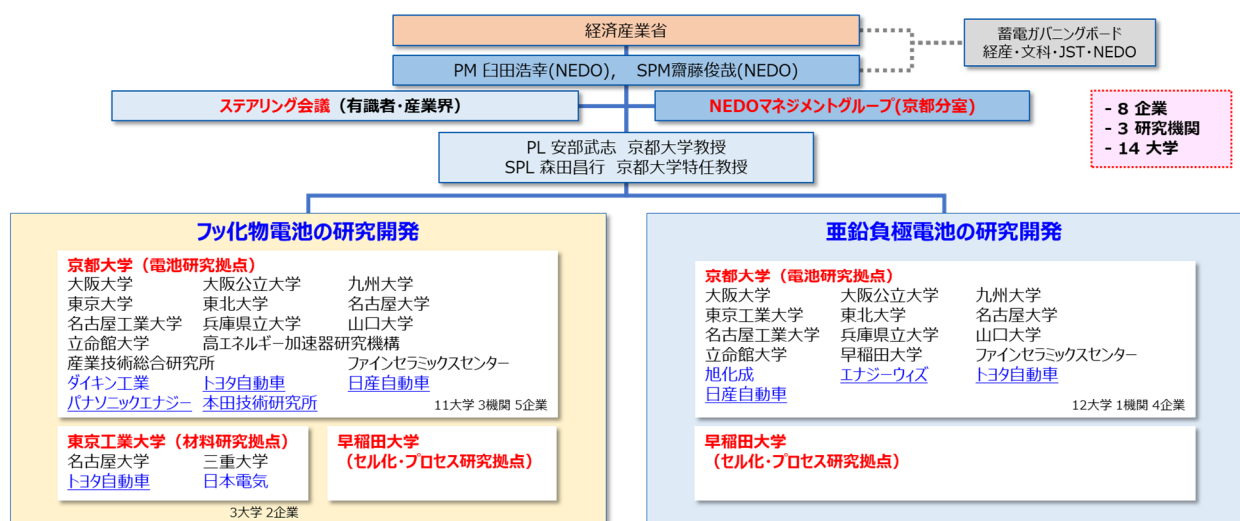 経済産業省
蓄電ガバニングボード
経産・文科・JST・NEDO
PM 臼田浩幸(NEDO), SPM齋藤俊哉(NEDO)
ステアリング会議（有識者・産業界）
NEDOマネジメントグループ(京都分室)
- 8 企業
- 3 研究機関
- 14 大学
PL 安部武志 京都大学教授
SPL 森田昌行 京都大学特任教授
フッ化物電池の研究開発
京都大学（電池研究拠点）
大阪大学 大阪公立大学 九州大学
東京大学 東北大学 名古屋大学
名古屋工業大学 兵庫県立大学 山口大学
立命館大学 高エネルギー加速器研究機構
産業技術総合研究所 ファインセラミックスセンター
ダイキン工業 トヨタ自動車 日産自動車
パナソニックエナジー 本田技術研究所
11大学 3機関 5企業
東京工業大学（材料研究拠点）
名古屋大学 三重大学
トヨタ自動車 日本電気
3大学 2企業
早稲田大学
（セル化・プロセス研究拠点）
亜鉛負極電池の研究開発
京都大学（電池研究拠点）
大阪大学 大阪公立大学 九州大学
東京工業大学 東北大学 名古屋大学
名古屋工業大学 兵庫県立大学 山口大学
立命館大学 早稲田大学 ファインセラミックスセンター
旭化成 エナジーウィズ トヨタ自動車
日産自動車
12大学 1機関 4企業
早稲田大学
（セル化・プロセス研究拠点）